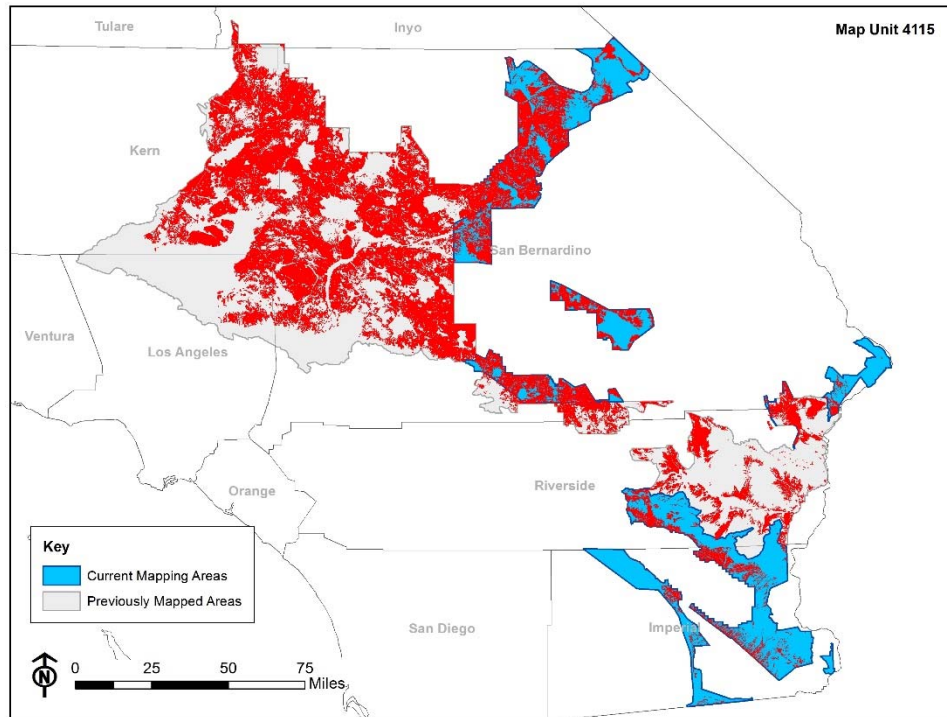 Tulare
Inyo
Map Unit 4115
Kern
San Bernardino
Ventura
Los Angeles
Orange
Riverside
Key
Current Mapping Areas
Previously Mapped Areas
San Diego
Imperial
N
0 25 50 75
Miles